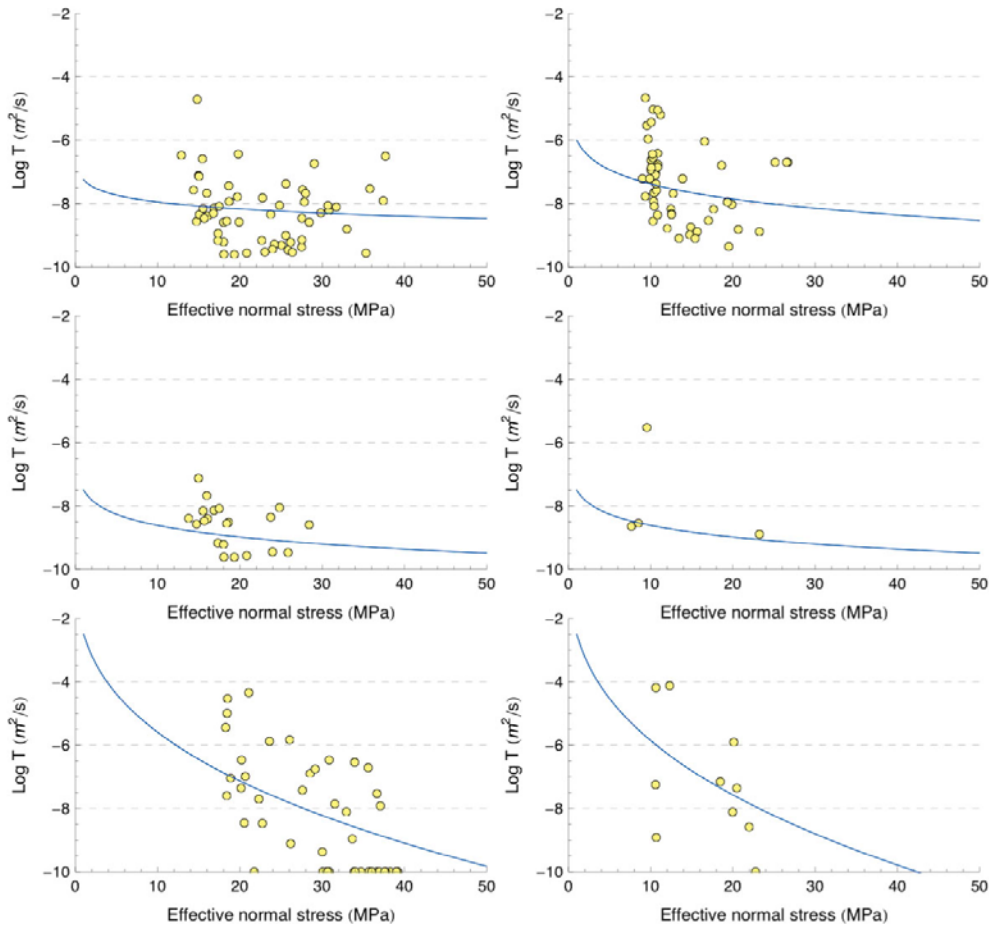 −2 −2
−4 −4
−6 −6
−8 −8
−10 −10
Log T (m²/s) Log T (m²/s)
0 10 20 30 40 50 0 10 20 30 40 50
Effective normal stress (MPa) Effective normal stress (MPa)
−2 −2
−4 −4
−6 −6
−8 −8
−10 −10
Log T (m²/s) Log T (m²/s)
0 10 20 30 40 50 0 10 20 30 40 50
Effective normal stress (MPa) Effective normal stress (MPa)
−2 −2
−4 −4
−6 −6
−8 −8
−10 −10
Log T (m²/s) Log T (m²/s)
0 10 20 30 40 50 0 10 20 30 40 50
Effective normal stress (MPa) Effective normal stress (MPa)